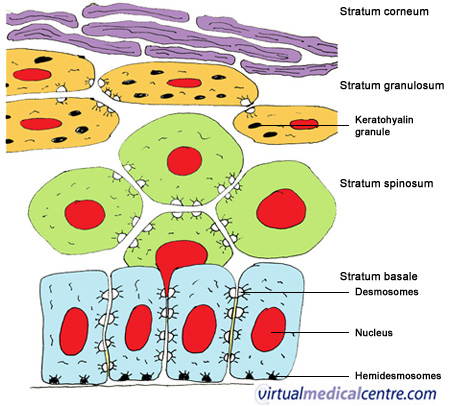 Stratum corneum
Stratum granulosum
Keratohyalin
granule
Stratum spinosum
Stratum basale
Desmosomes
Nucleus
Hemidesmosomes
virtualmedicalcentre.com